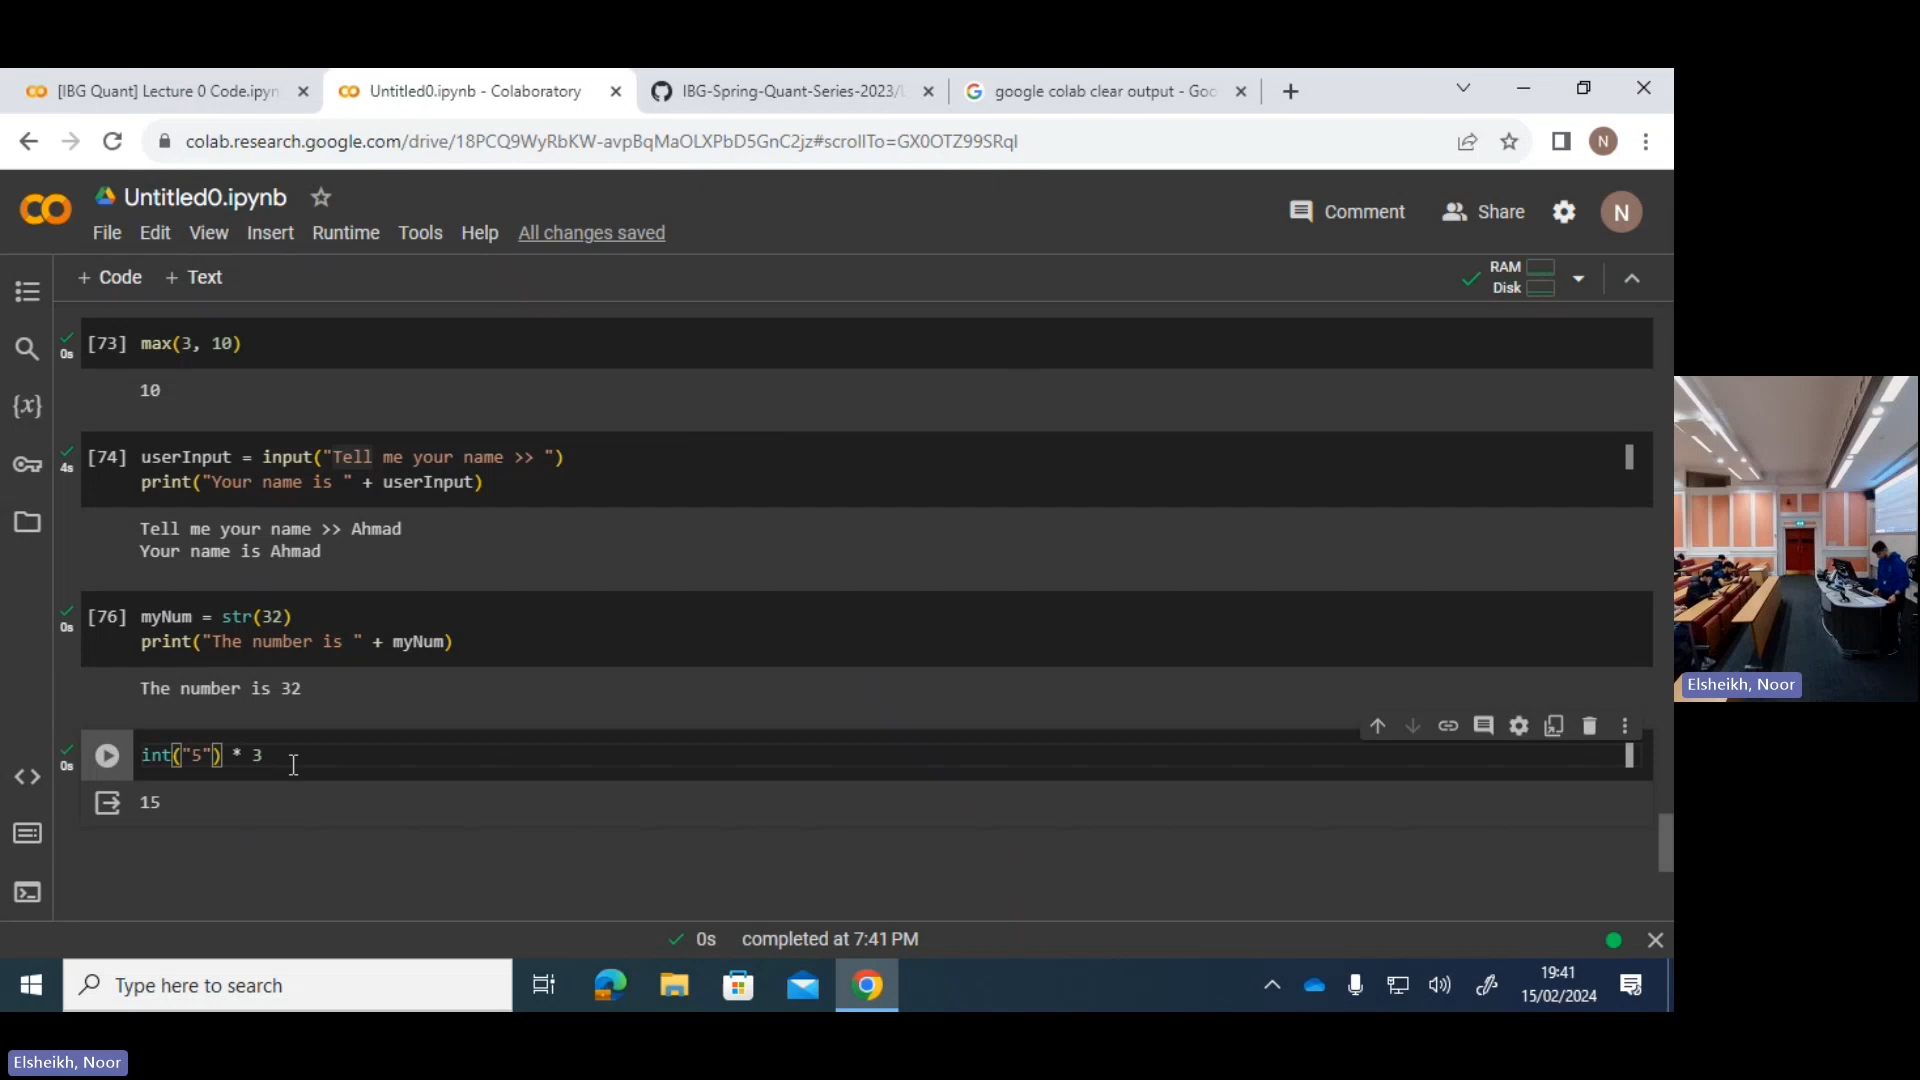 [IBG Quant] Lecture 0 Code.ipyn
Untitled0.ipynb - Colaboratory
IBG-Spring-Quant-Series-2023/
google colab clear output - Goo
colab.research.google.com/drive/18PCQ9WyRbKW-avpBqMaOLXPbD5GnC2jz#scrollTo=GX0OTZ99SRqI
N
Untitled0.ipynb
Comment
Share
N
File Edit View Insert Runtime Tools Help All changes saved
+ Code + Text
RAM
Disk
[73] max(3, 10)
0s
10
[74] userInput = input("Tell me your name >> ")
4s
print("Your name is " + userInput)
Tell me your name >> Ahmad
Your name is Ahmad
[76] myNum = str(32)
0s
print("The number is " + myNum)
The number is 32
int("5") * 3
0s
15
0s completed at 7:41 PM
Type here to search
19:41
15/02/2024
Elsheikh, Noor
Elsheikh, Noor